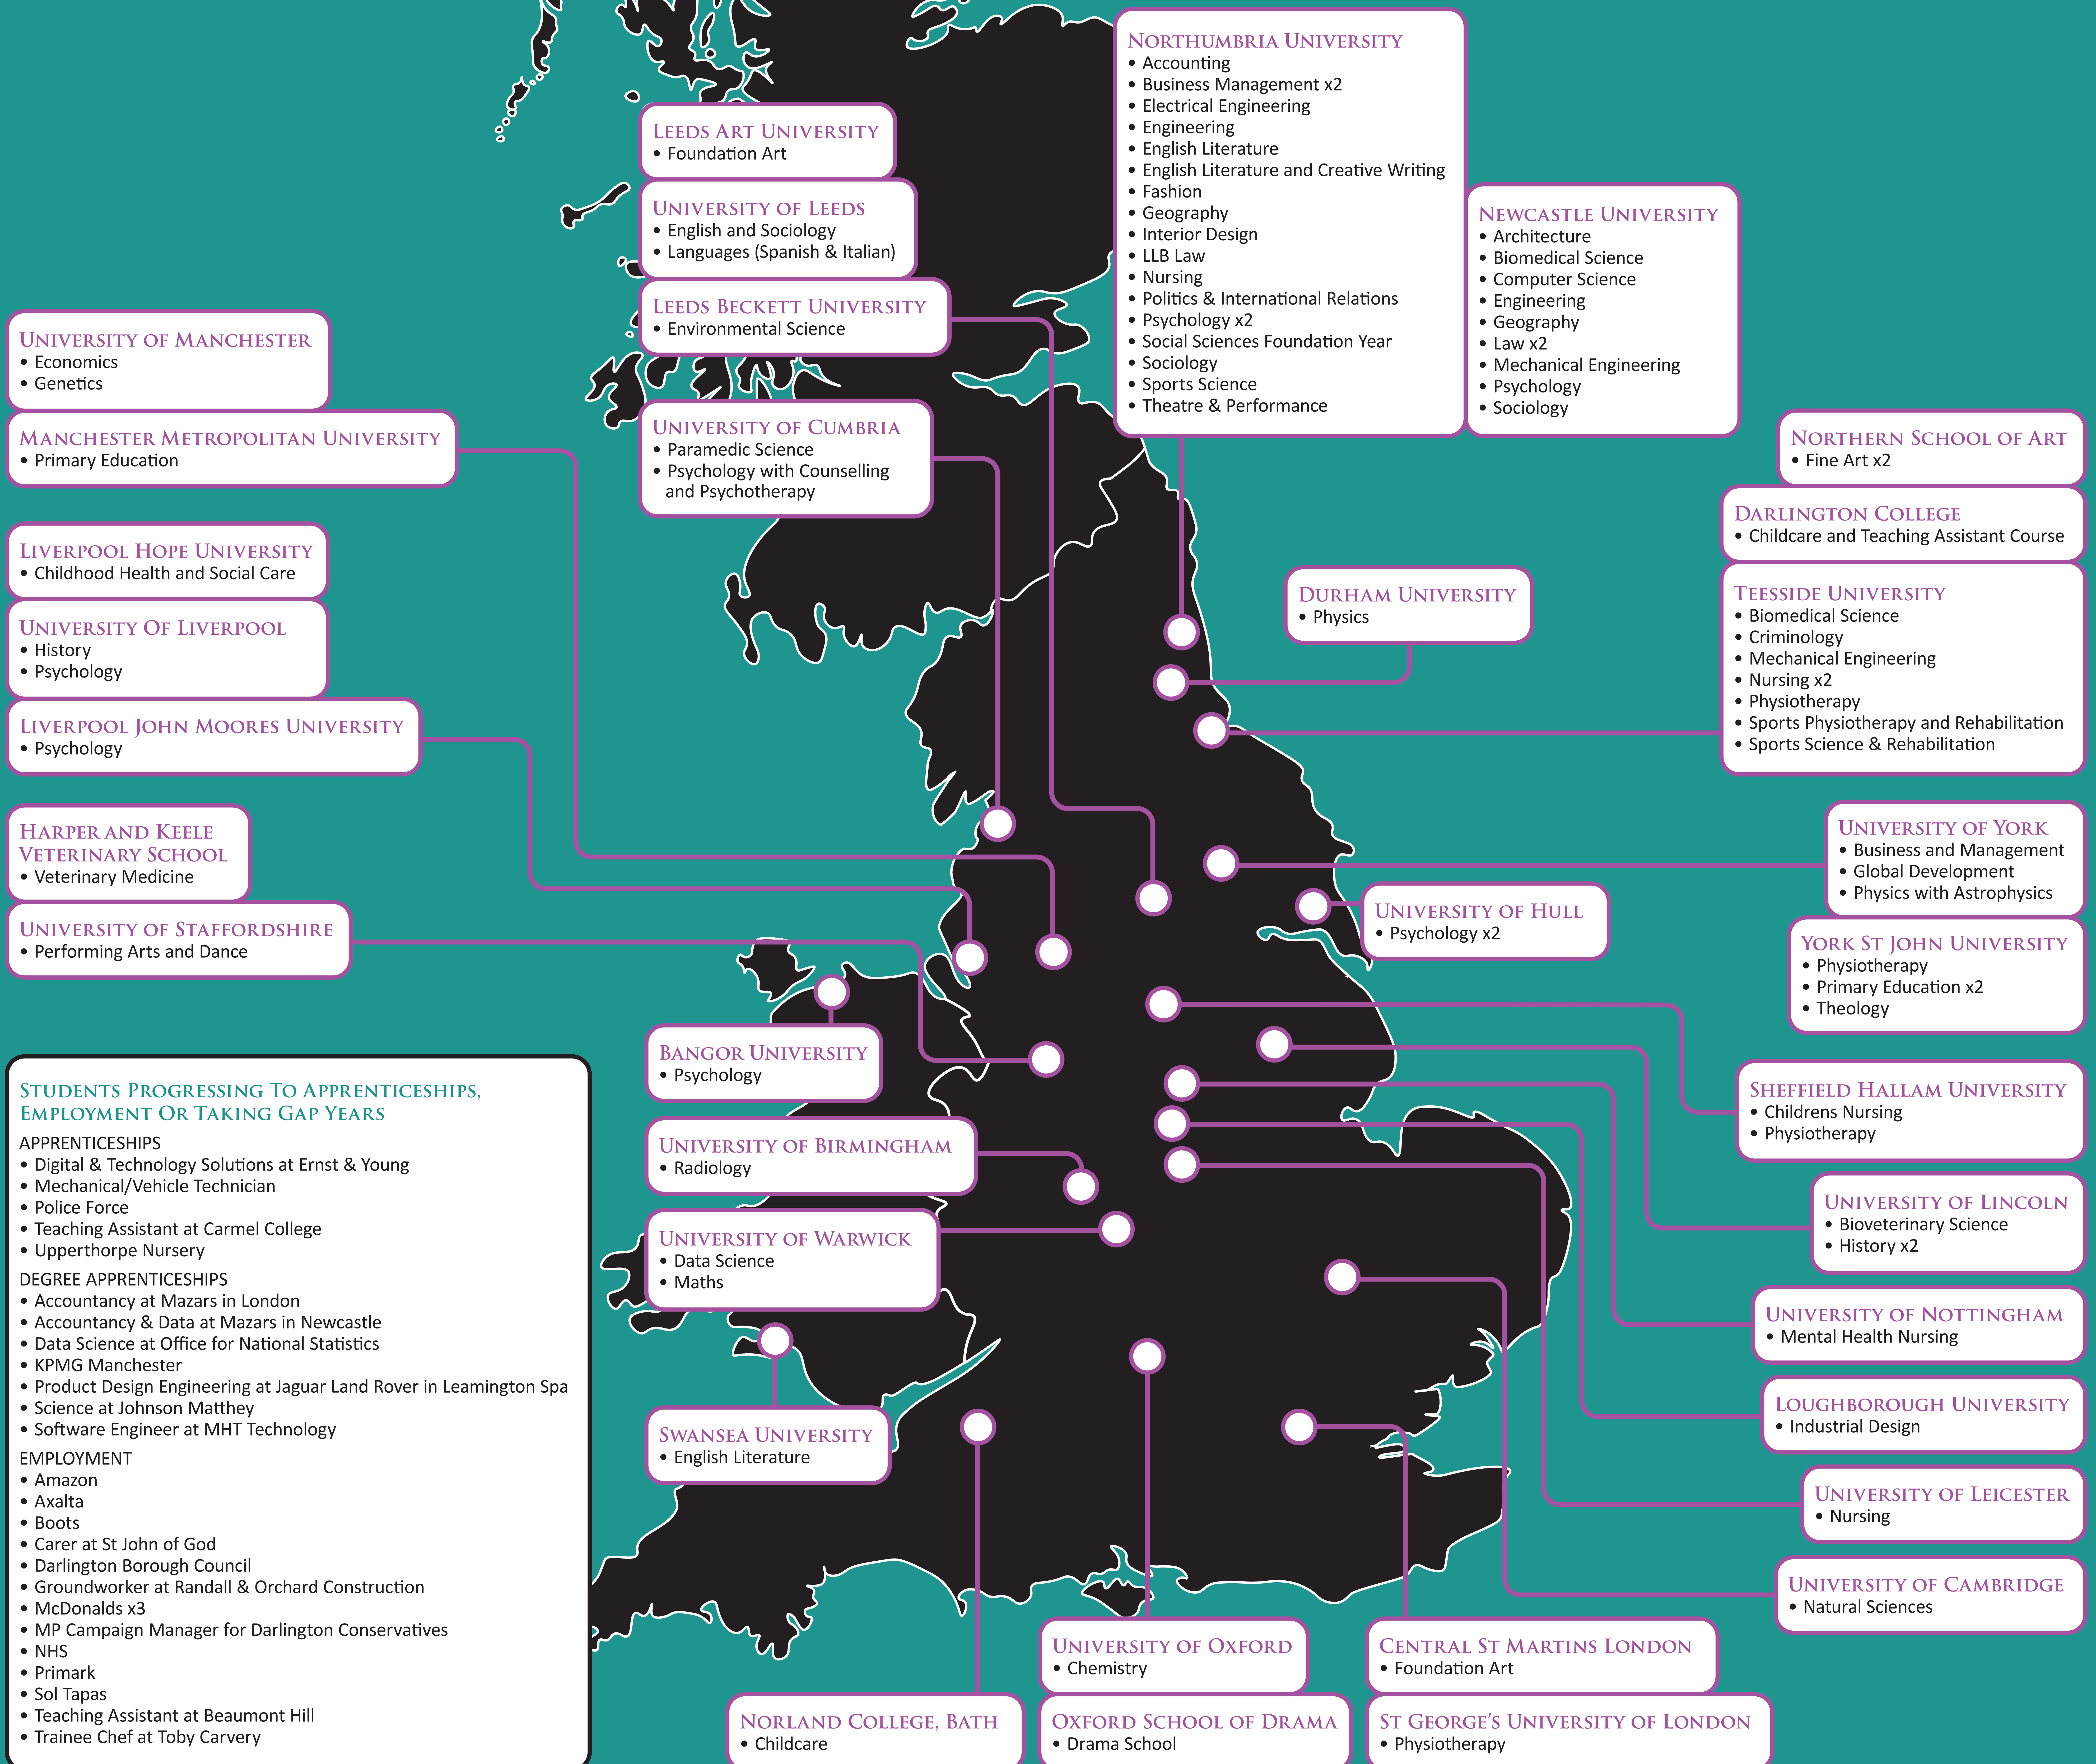 NORTHUMBRIA UNIVERSITY
• Accounting
• Business Management x2
• Electrical Engineering
• Engineering
• English Literature
• English Literature and Creative Writing
• Fashion
• Geography
• Interior Design
• LLB Law
• Nursing
• Politics & International Relations
• Psychology x2
• Social Sciences Foundation Year
• Sociology
• Sports Science
• Theatre & Performance
LEEDS ART UNIVERSITY
• Foundation Art
UNIVERSITY OF LEEDS
• English and Sociology
• Languages (Spanish & Italian)
LEEDS BECKETT UNIVERSITY
• Environmental Science
NEWCASTLE UNIVERSITY
• Architecture
• Biomedical Science
• Computer Science
• Engineering
• Geography
• Law x2
• Mechanical Engineering
• Psychology
• Sociology
UNIVERSITY OF MANCHESTER
• Economics
• Genetics
MANCHESTER METROPOLITAN UNIVERSITY
• Primary Education
UNIVERSITY OF CUMBRIA
• Paramedic Science
• Psychology with Counselling
and Psychotherapy
NORTHERN SCHOOL OF ART
• Fine Art x2
DARLINGTON COLLEGE
• Childcare and Teaching Assistant Course
TEESSIDE UNIVERSITY
• Biomedical Science
• Criminology
• Mechanical Engineering
• Nursing x2
• Physiotherapy
• Sports Physiotherapy and Rehabilitation
• Sports Science & Rehabilitation
LIVERPOOL HOPE UNIVERSITY
• Childhood Health and Social Care
UNIVERSITY OF LIVERPOOL
• History
• Psychology
LIVERPOOL JOHN MOORES UNIVERSITY
• Psychology
DURHAM UNIVERSITY
• Physics
HARPER AND KEELE
VETERINARY SCHOOL
• Veterinary Medicine
UNIVERSITY OF STAFFORDSHIRE
• Performing Arts and Dance
UNIVERSITY OF YORK
• Business and Management
• Global Development
• Physics with Astrophysics
UNIVERSITY OF HULL
• Psychology x2
YORK ST JOHN UNIVERSITY
• Physiotherapy
• Primary Education x2
• Theology
BANGOR UNIVERSITY
• Psychology
UNIVERSITY OF BIRMINGHAM
• Radiology
UNIVERSITY OF WARWICK
• Data Science
• Maths
SWANSEA UNIVERSITY
• English Literature
SHEFFIELD HALLAM UNIVERSITY
• Childrens Nursing
• Physiotherapy
UNIVERSITY OF LINCOLN
• Bioveterinary Science
• History x2
UNIVERSITY OF NOTTINGHAM
• Mental Health Nursing
LOUGHBOROUGH UNIVERSITY
• Industrial Design
UNIVERSITY OF LEICESTER
• Nursing
UNIVERSITY OF CAMBRIDGE
• Natural Sciences
STUDENTS PROGRESSING TO APPRENTICESHIPS,
EMPLOYMENT OR TAKING GAP YEARS
APPRENTICESHIPS
• Digital & Technology Solutions at Ernst & Young
• Mechanical/Vehicle Technician
• Police Force
• Teaching Assistant at Carmel College
• Upperthorpe Nursery
DEGREE APPRENTICESHIPS
• Accountancy at Mazars in London
• Accountancy & Data at Mazars in Newcastle
• Data Science at Office for National Statistics
• KPMG Manchester
• Product Design Engineering at Jaguar Land Rover in Leamington Spa
• Science at Johnson Matthey
• Software Engineer at MHT Technology
EMPLOYMENT
• Amazon
• Axalta
• Boots
• Carer at St John of God
• Darlington Borough Council
• Groundworker at Randall & Orchard Construction
• McDonalds x3
• MP Campaign Manager for Darlington Conservatives
• NHS
• Primark
• Sol Tapas
• Teaching Assistant at Beaumont Hill
• Trainee Chef at Toby Carvery
NORLAND COLLEGE, BATH
• Childcare
UNIVERSITY OF OXFORD
• Chemistry
OXFORD SCHOOL OF DRAMA
• Drama School
CENTRAL ST MARTINS LONDON
• Foundation Art
ST GEORGE'S UNIVERSITY OF LONDON
• Physiotherapy